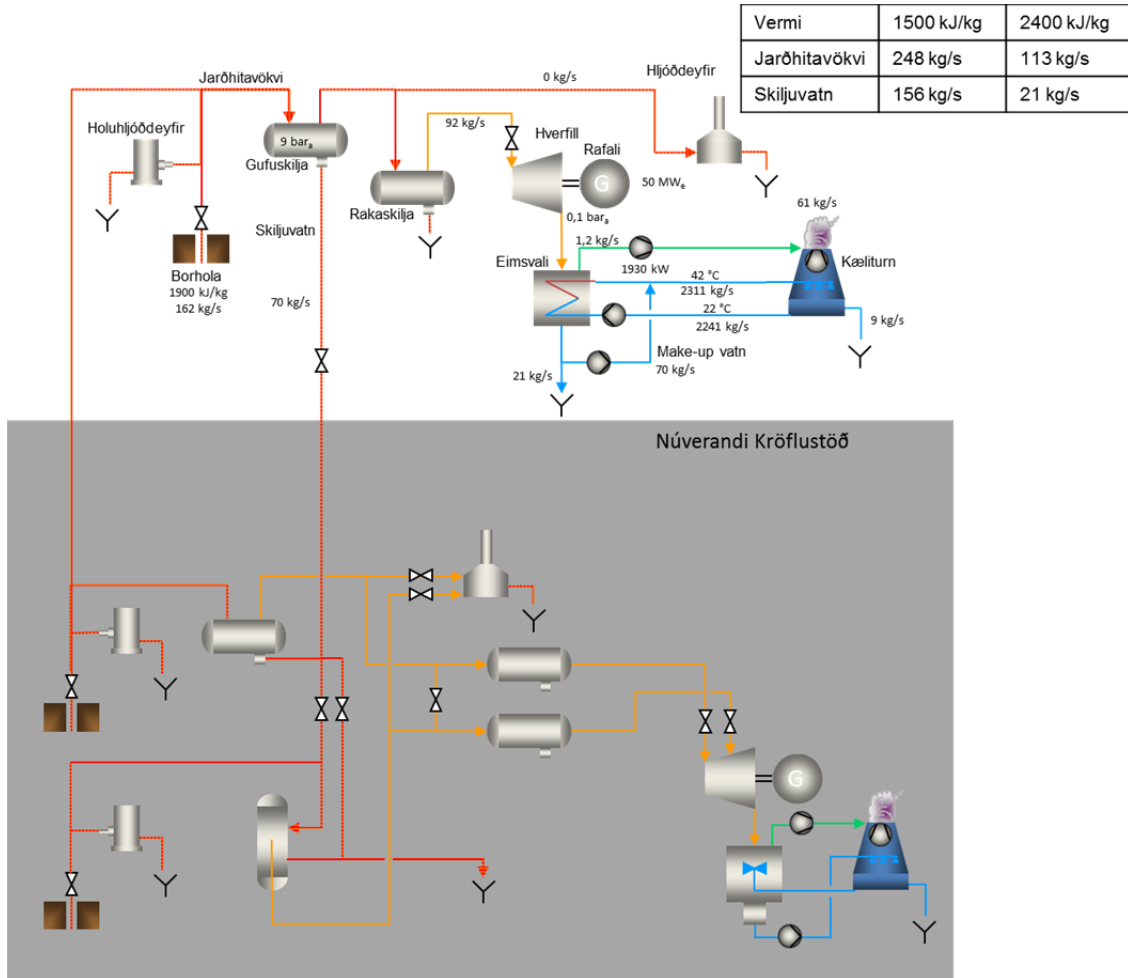 Vermi 1500 kJ/kg 2400 kJ/kg
Jarðhitavökvi 248 kg/s 113 kg/s
Skiljuvatn 156 kg/s 21 kg/s
Jarðhitavökvi
0 kg/s
Hljóðdeyfir
Holuhljóðdeyfir
9 bara
Gufuskilja
92 kg/s
Hverfill
Rafali
G
50 MWe
Rakaskilja
0,1 bara
61 kg/s
Skiljuvatn
1,2 kg/s
Eimsvali
1930 kW
42 °C
2311 kg/s
Kæliturn
Borhola
1900 kJ/kg
162 kg/s
70 kg/s
22 °C
2241 kg/s
9 kg/s
Make-up vatn
70 kg/s
21 kg/s
Núverandi Kröflustöð
G